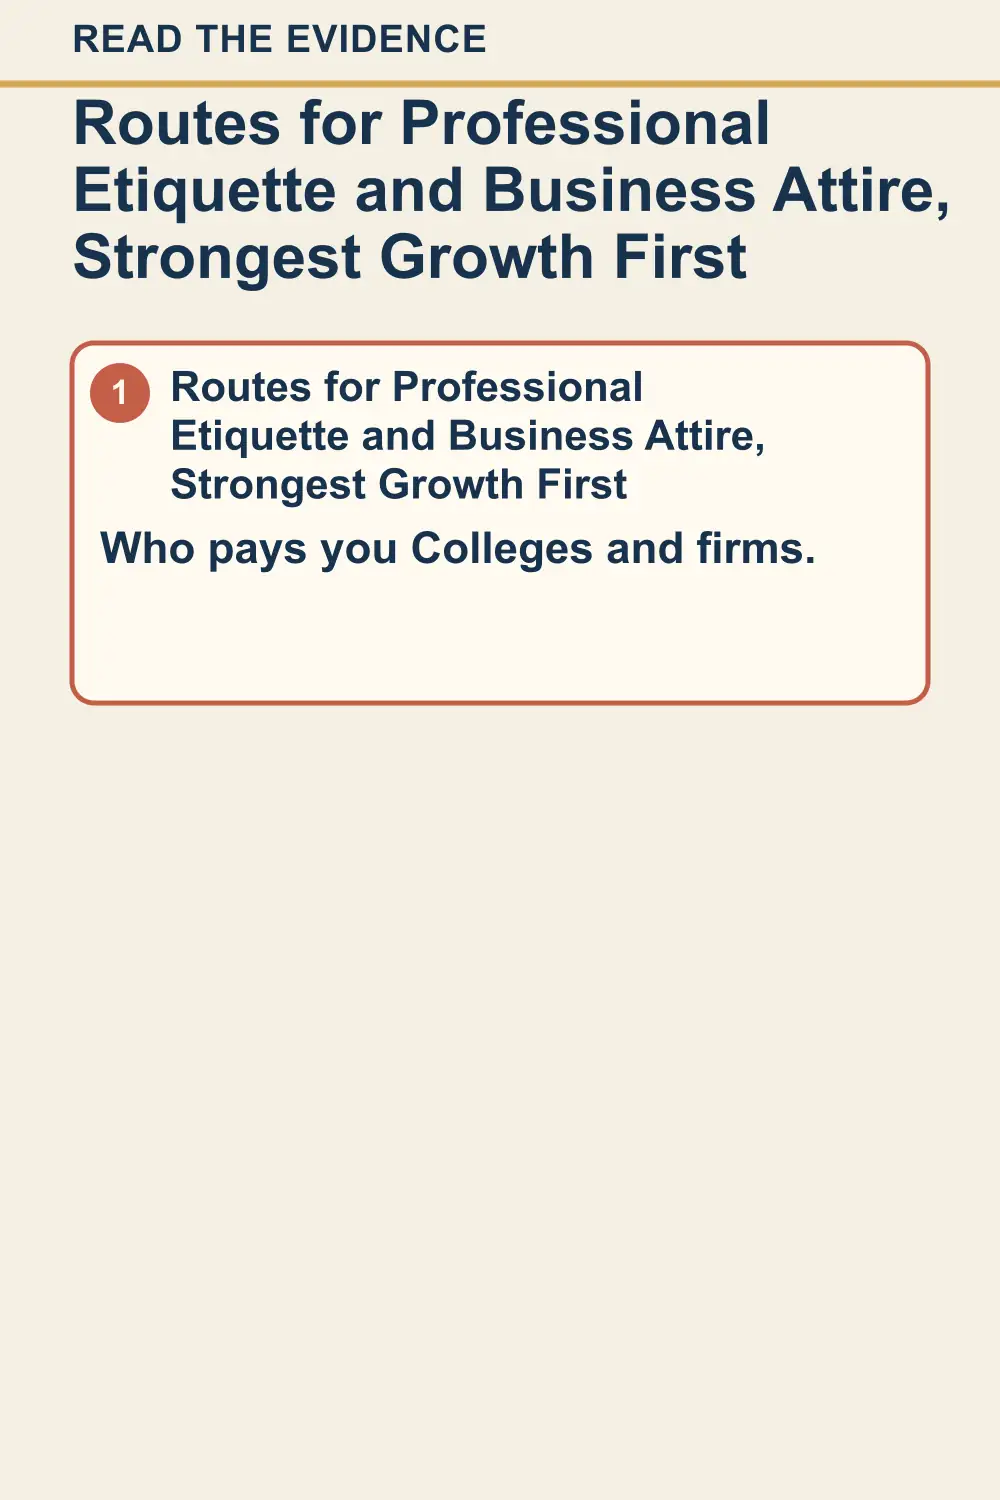 READ THE EVIDENCE
Routes for Professional
Etiquette and Business Attire,
Strongest Growth First
1
Routes for Professional
Etiquette and Business Attire,
Strongest Growth First
Who pays you Colleges and firms.